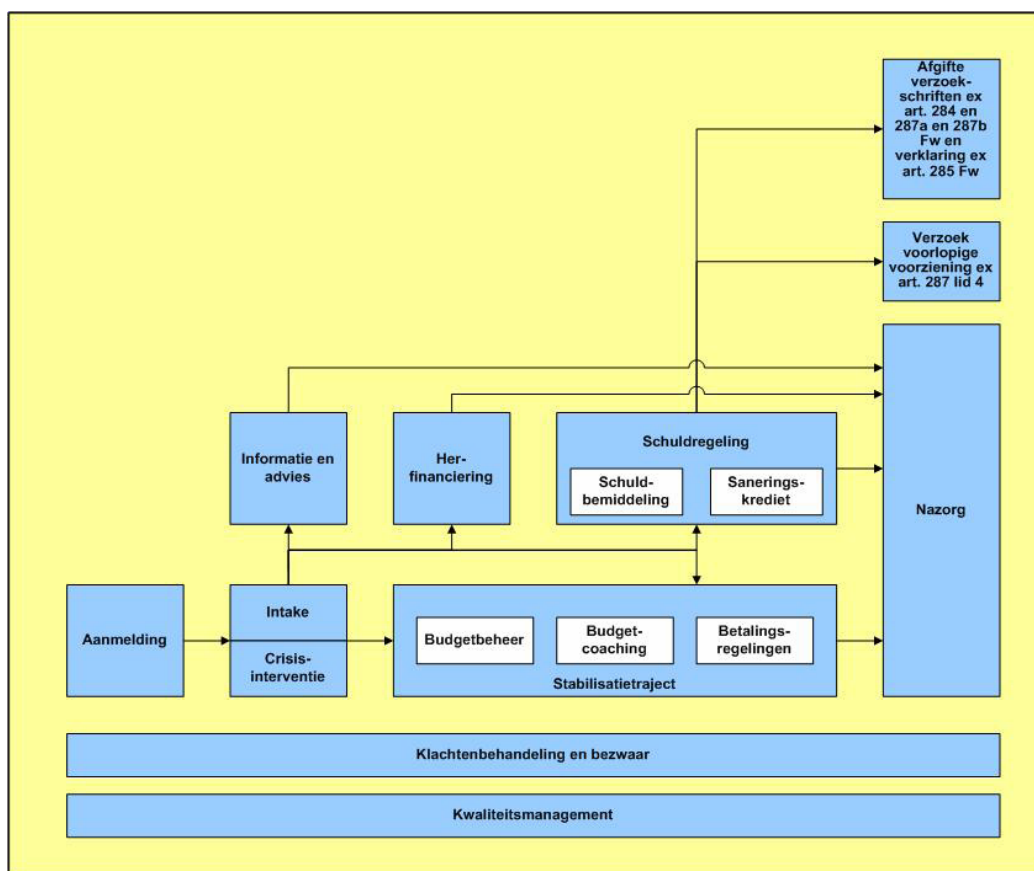 Afgifte
verzoek-
schriften ex
art. 284 en
287a en 287b
Fw en
verklaring ex
art. 285 Fw
Verzoek
voorlopige
voorziening ex
art. 287 lid 4
Informatie en
advies
Her-
financiering
Schuldregeling
Schuld-
bemiddeling
Sanerings-
krediet
Nazorg
Aanmelding
Intake
Crisis-
interventie
Budgetbeheer
Budget-
coaching
Betalings-
regelingen
Stabilisatietraject
Klachtenbehandeling en bezwaar
Kwaliteitsmanagement